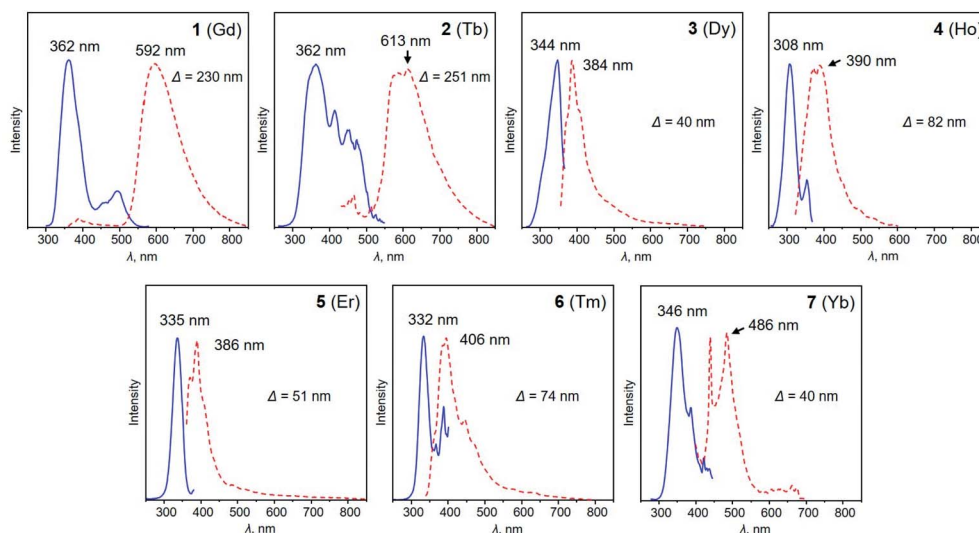 1 (Gd)
362 nm
592 nm
Δ = 230 nm
Intensity
300 400 500 600 700 800
λ, nm
2 (Tb)
613 nm
362 nm
Δ = 251 nm
Intensity
300 400 500 600 700 800
λ, nm
3 (Dy)
344 nm
384 nm
Δ = 40 nm
Intensity
300 400 500 600 700 800
λ, nm
4 (Ho)
308 nm
390 nm
Δ = 82 nm
Intensity
300 400 500 600 700 800
λ, nm
5 (Er)
335 nm
386 nm
Δ = 51 nm
Intensity
300 400 500 600 700 800
λ, nm
6 (Tm)
332 nm
406 nm
Δ = 74 nm
Intensity
300 400 500 600 700 800
λ, nm
7 (Yb)
346 nm
486 nm
Δ = 40 nm
Intensity
300 400 500 600 700 800
λ, nm